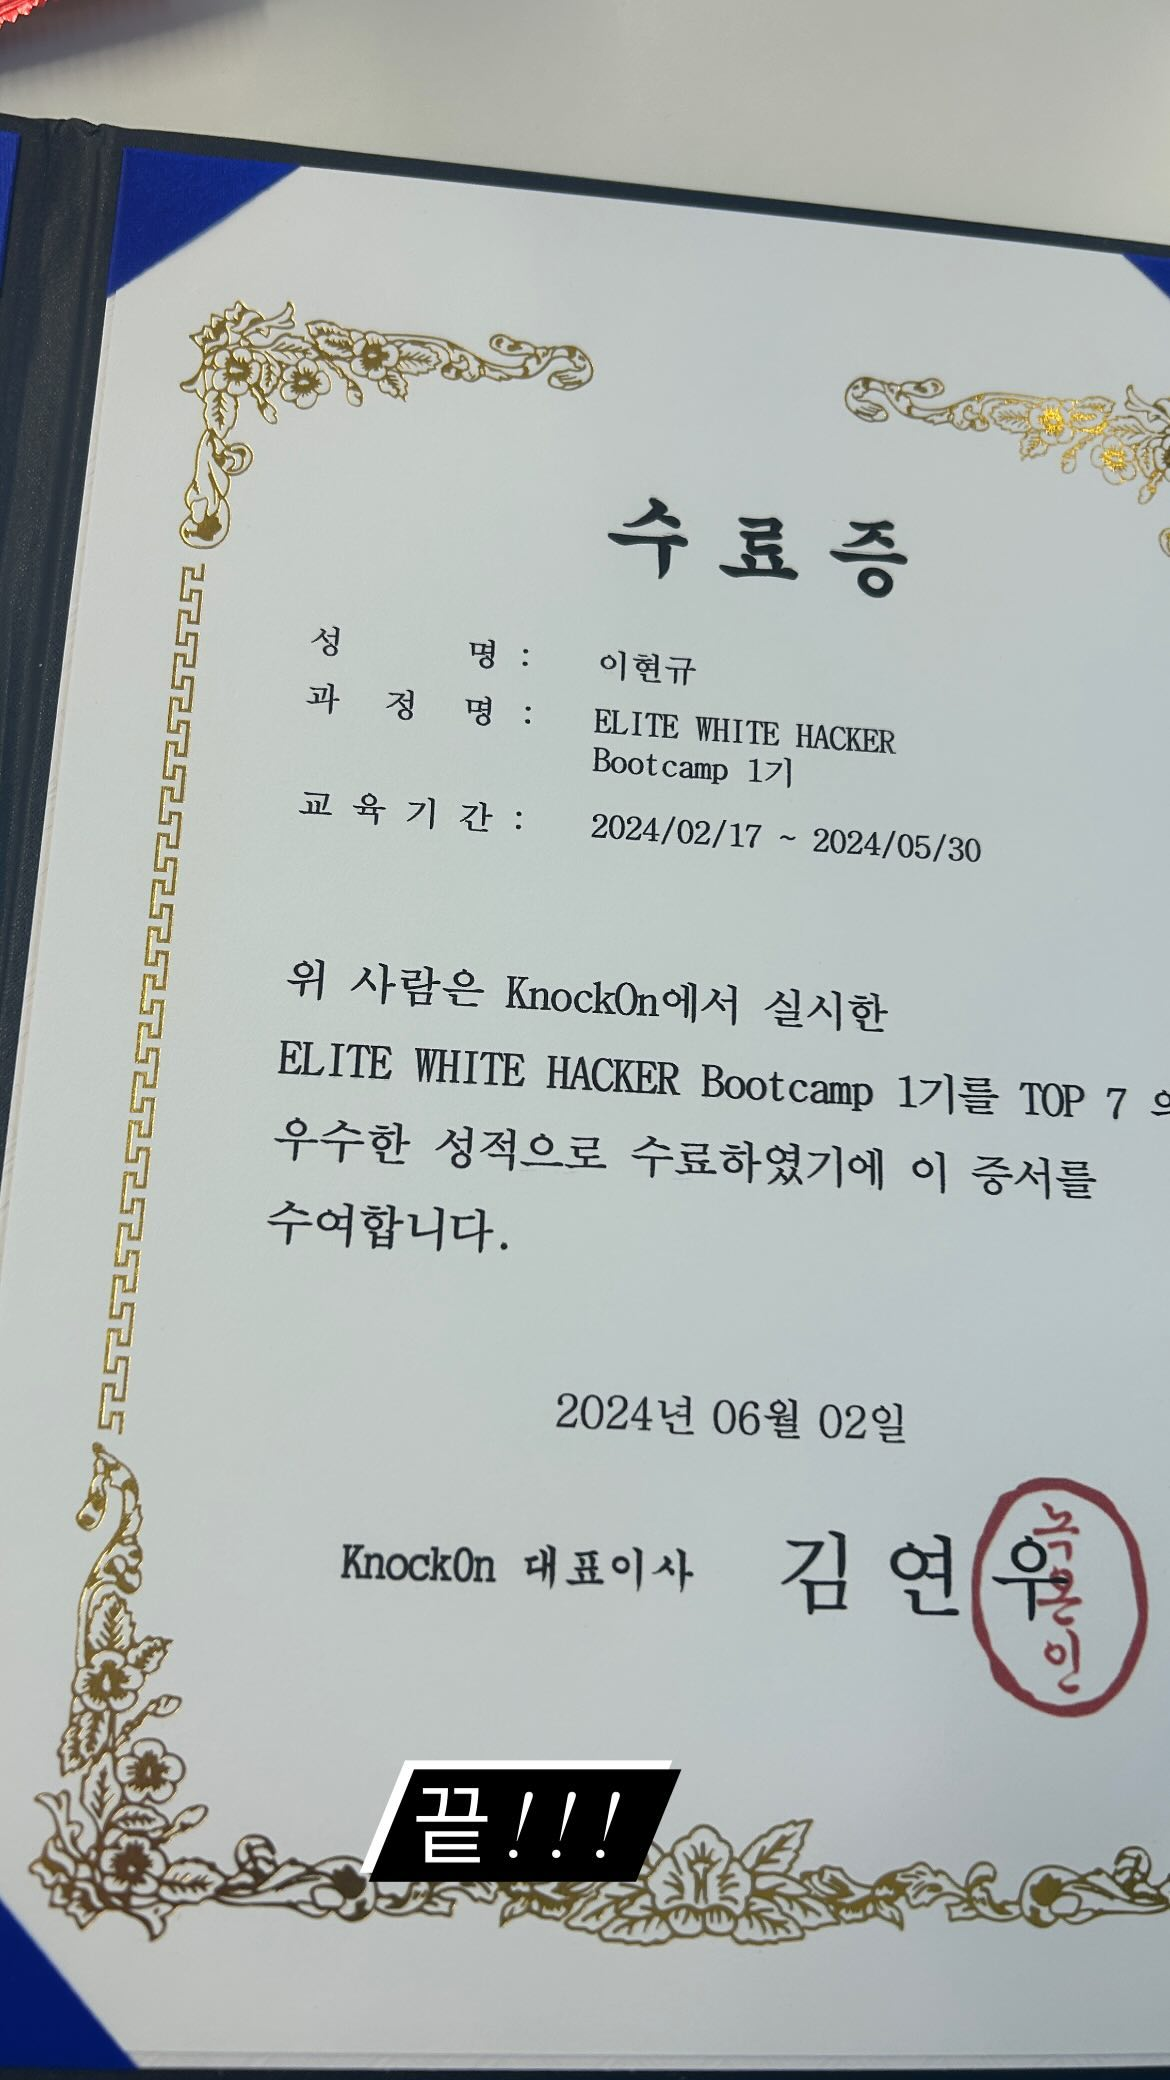 수료증
성 명 : 이현규
과 정 명 : ELITE WHITE HACKER
Bootcamp 1기
교 육 기 간 : 2024/02/17 ~ 2024/05/30
위 사람은 KnockOn에서 실시한
ELITE WHITE HACKER Bootcamp 1기를 TOP 7
우수한 성적으로 수료하였기에 이 증서를
수여합니다.
2024년 06월 02일
KnockOn 대표이사 김 연 우
노크온인
끝!!!